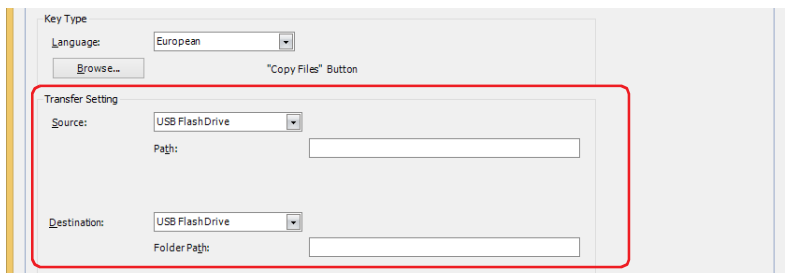 Key Type
Language: European
Browse... "Copy Files" Button
Transfer Setting
Source: USB Flash Drive
Path:
Destination: USB Flash Drive
Folder Path: